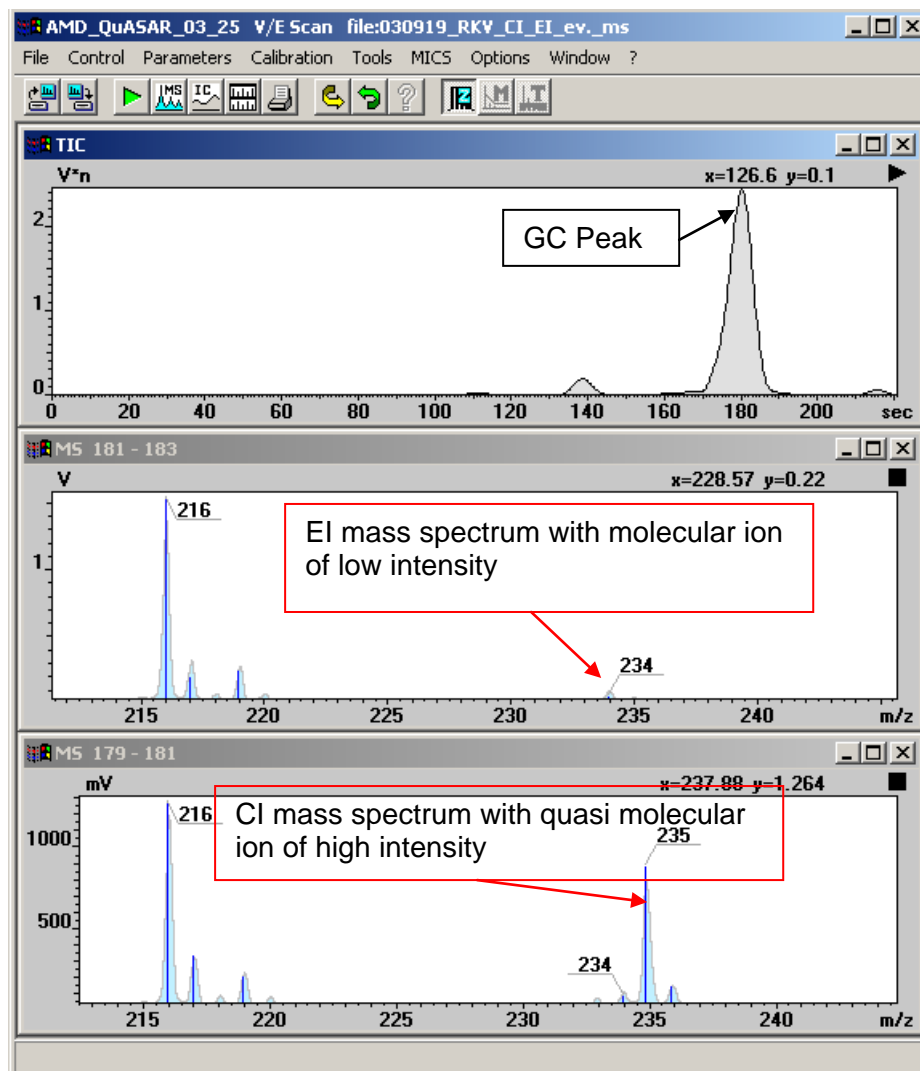 AMD_QuASAR_03_25 V/E Scan file:030919_RKV_CI_EI_ev._ms
File Control Parameters Calibration Tools MICS Options Window ?
MS IC
TIC
V*n x=126.6 y=0.1
GC Peak
2
1
0
0 20 40 60 80 100 120 140 160 180 200 sec
MS 181 - 183
V x=228.57 y=0.22
216
EI mass spectrum with molecular ion
of low intensity
1
234
215 220 225 230 235 240 m/z
MS 179 - 181
mV x=237.88 y=1.264
216
CI mass spectrum with quasi molecular
ion of high intensity
1000
235
500
234
215 220 225 230 235 240 m/z